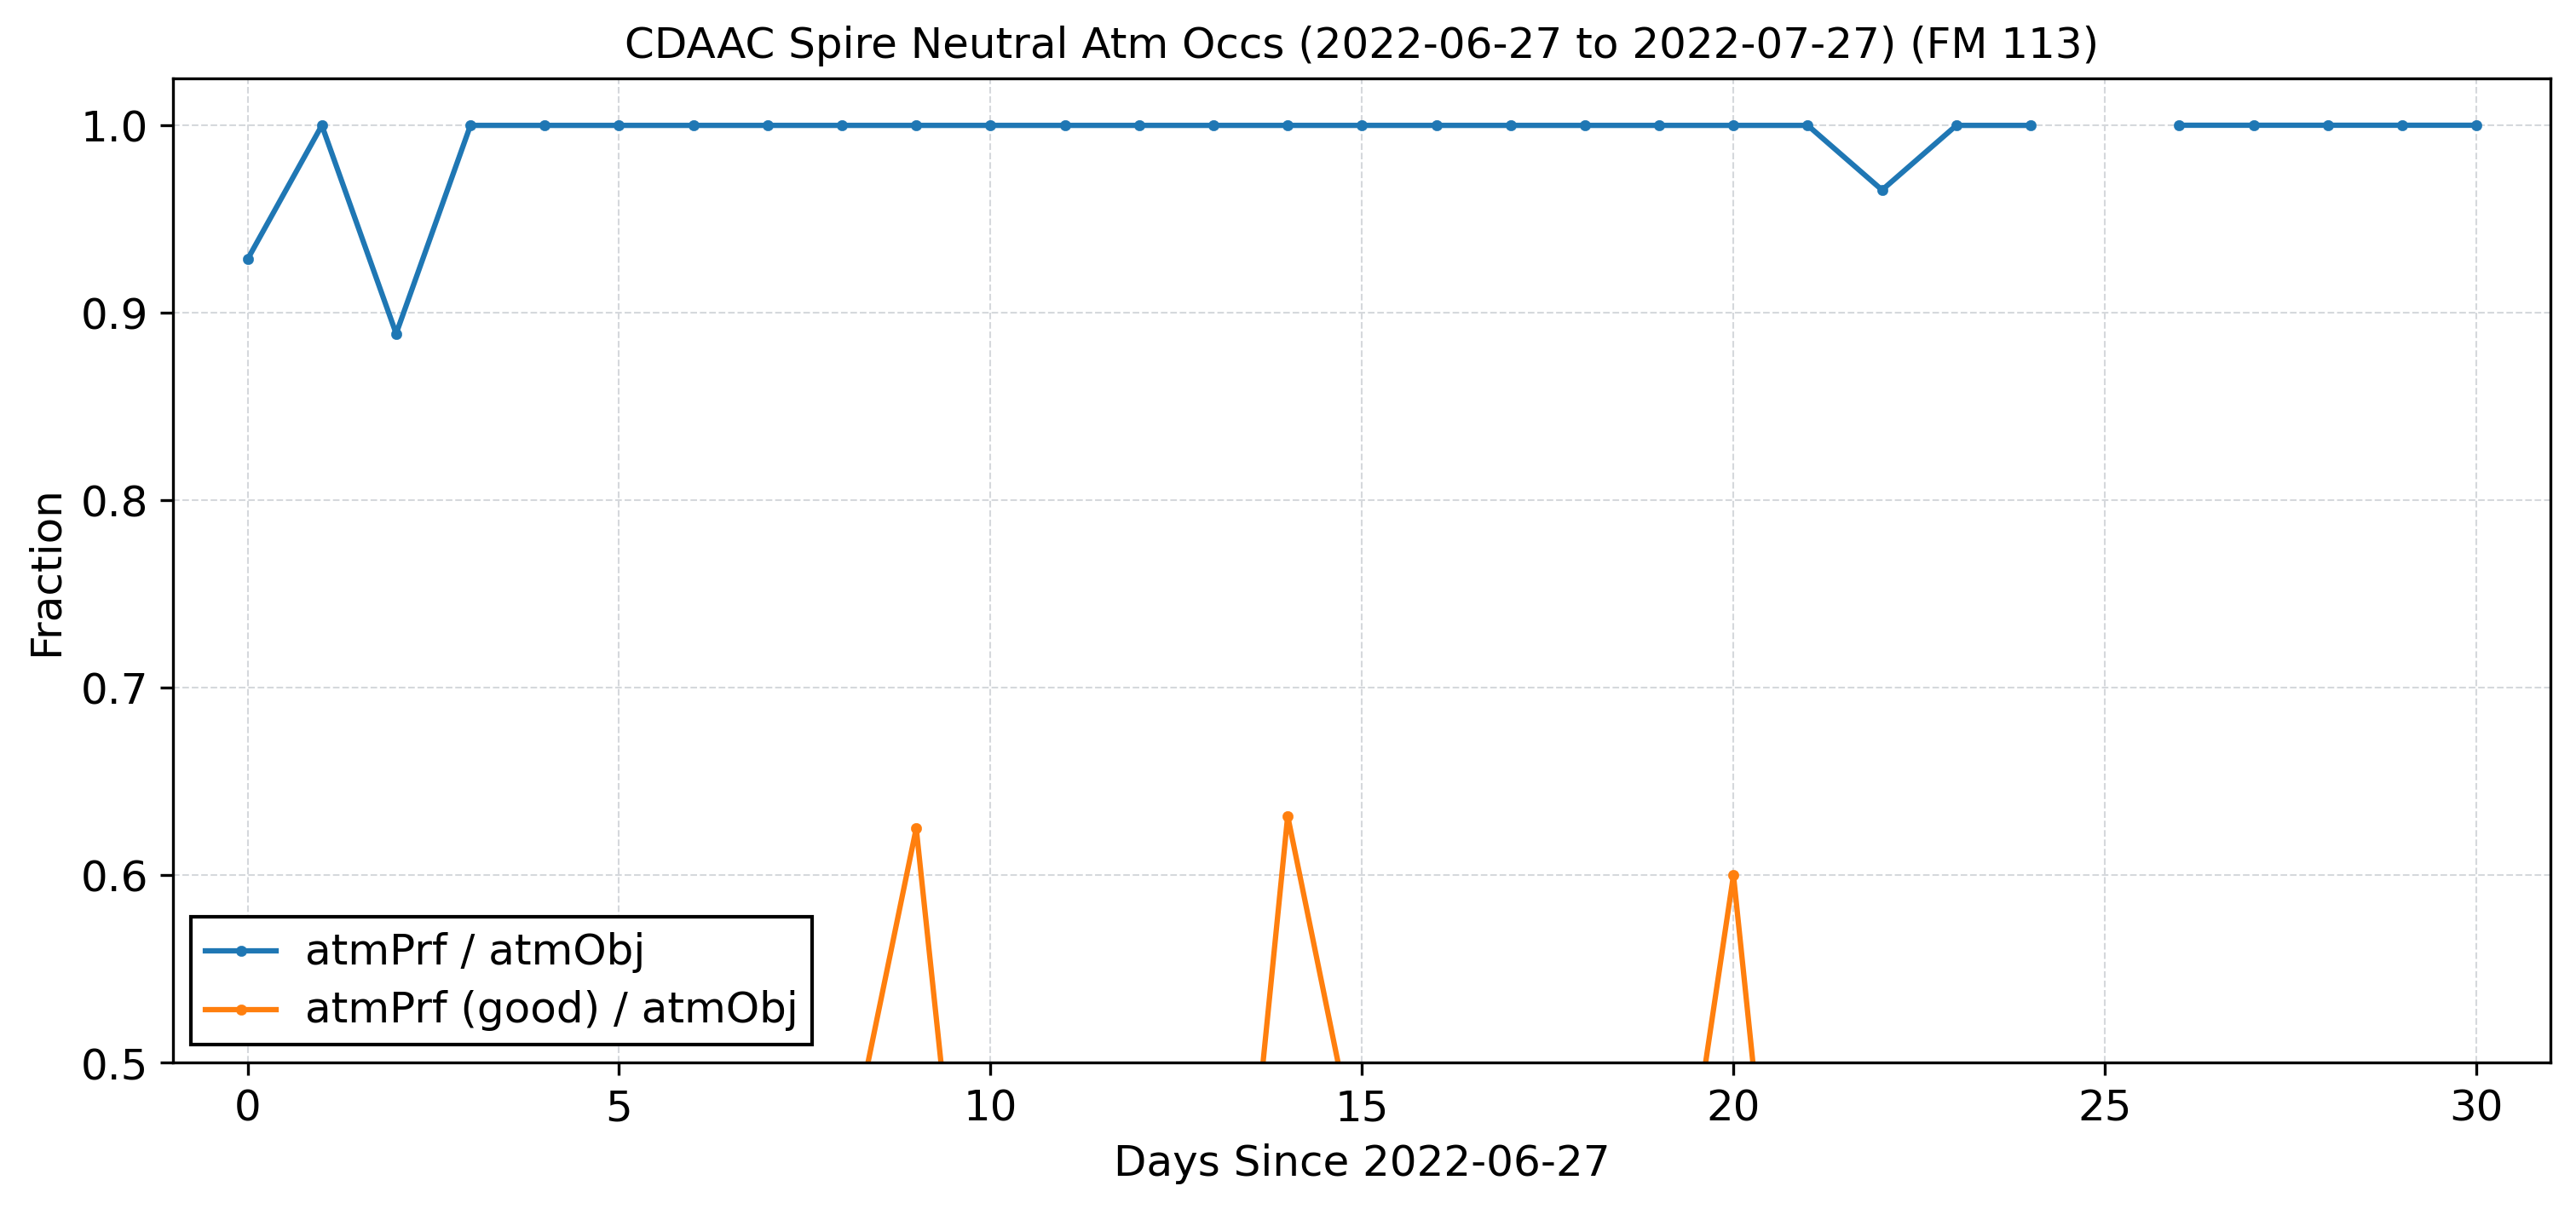 CDAAC Spire Neutral Atm Occs (2022-06-27 to 2022-07-27) (FM 113)
1.0
0.9
0.8
0.7
0.6
0.5
Fraction
atmPrf / atmObj
atmPrf (good) / atmObj
0 5 10 15 20 25 30
Days Since 2022-06-27